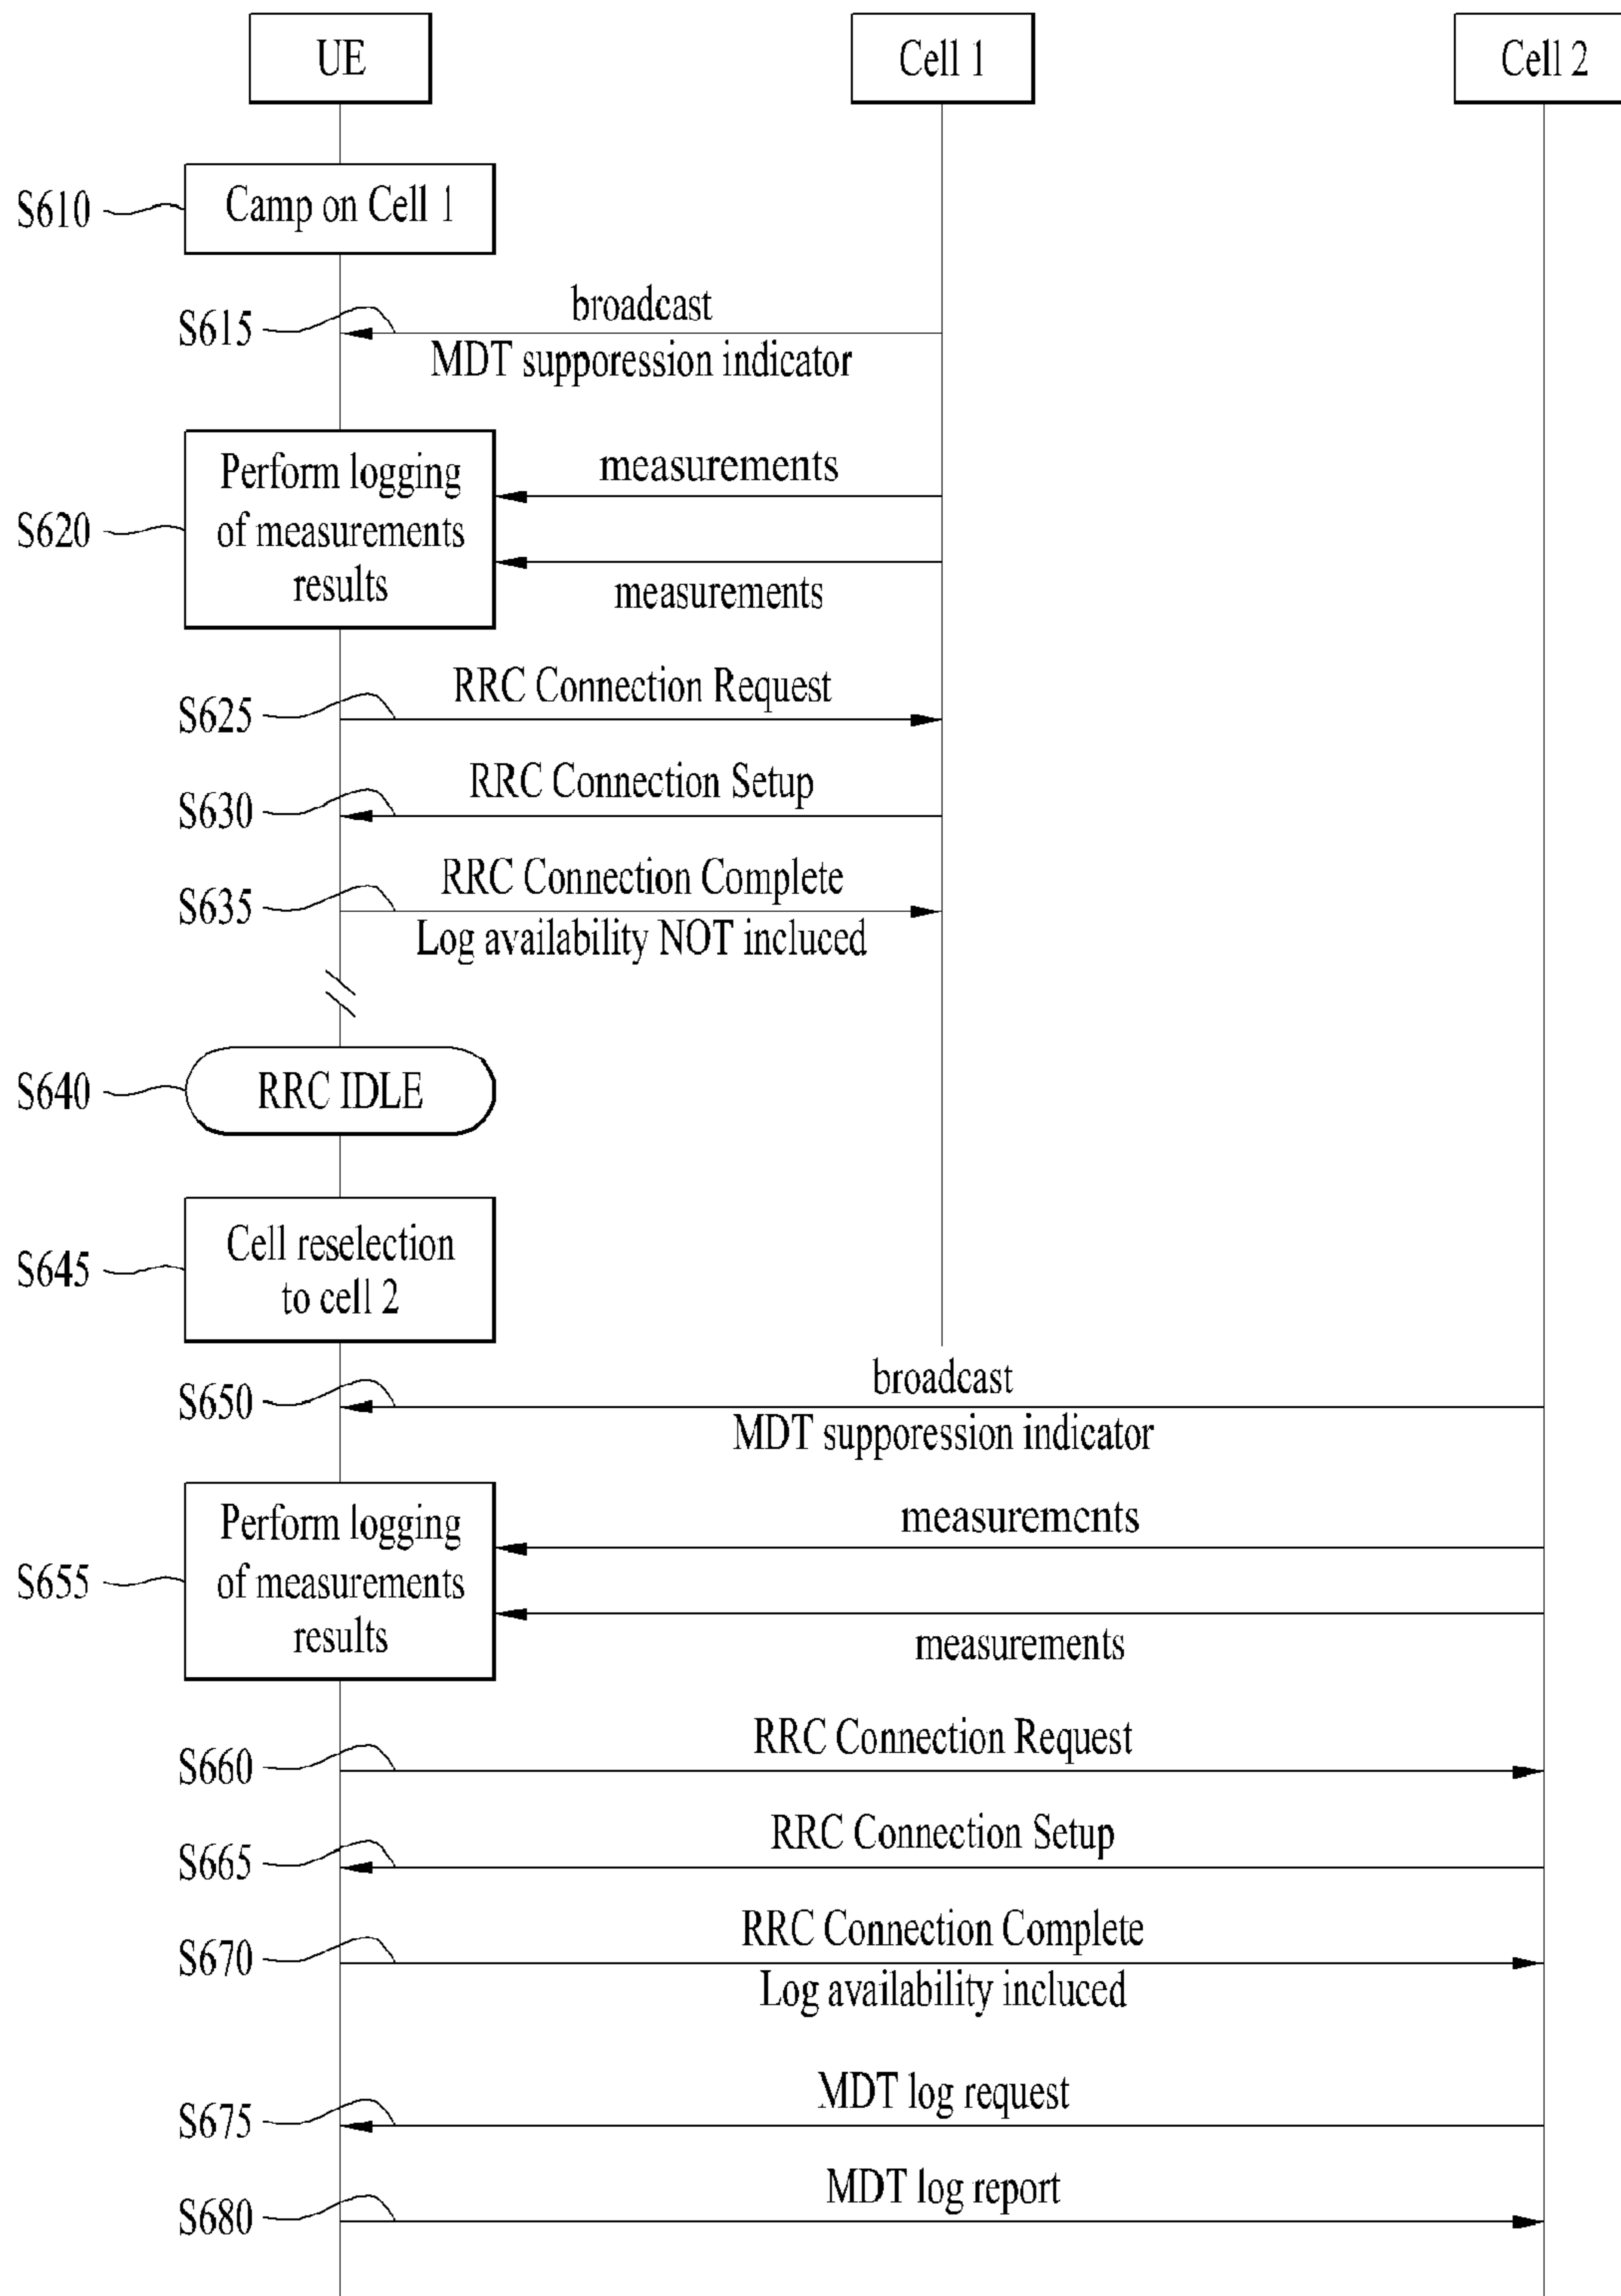 UE
Cell 1
Cell 2
S610
Camp on Cell 1
S615
broadcast
MDT supporession indicator
S620
Perform logging
of measurements
results
measurements
measurements
S625
RRC Connection Request
S630
RRC Connection Setup
S635
RRC Connection Complete
Log availability NOT incluced
S640
RRC IDLE
S645
Cell reselection
to cell 2
S650
broadcast
MDT supporession indicator
S655
Perform logging
of measurements
results
measurements
measurements
S660
RRC Connection Request
S665
RRC Connection Setup
S670
RRC Connection Complete
Log availability included
S675
MDT log request
S680
MDT log report